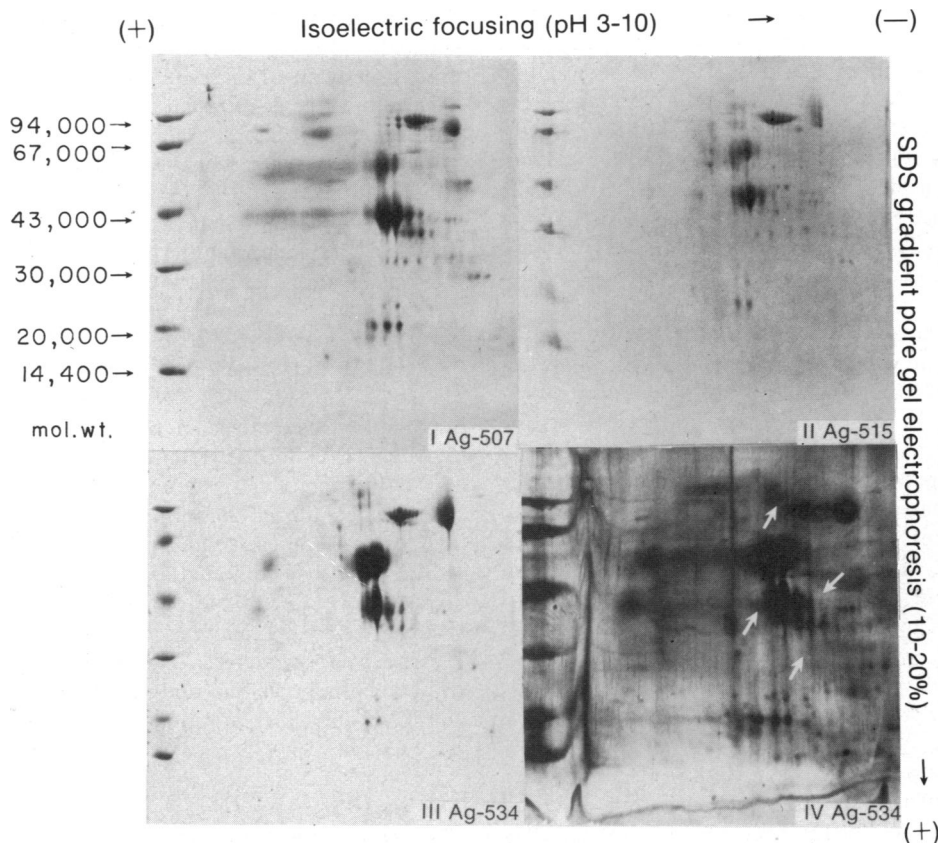 (+) Isoelectric focusing (pH 3-10) → (—)
94,000→
67,000→
43,000→
30,000→
20,000→
14,400→
mol.wt.
I Ag-507
II Ag-515
III Ag-534
IV Ag-534
SDS gradient pore gel electrophoresis (10-20%) →
(+)